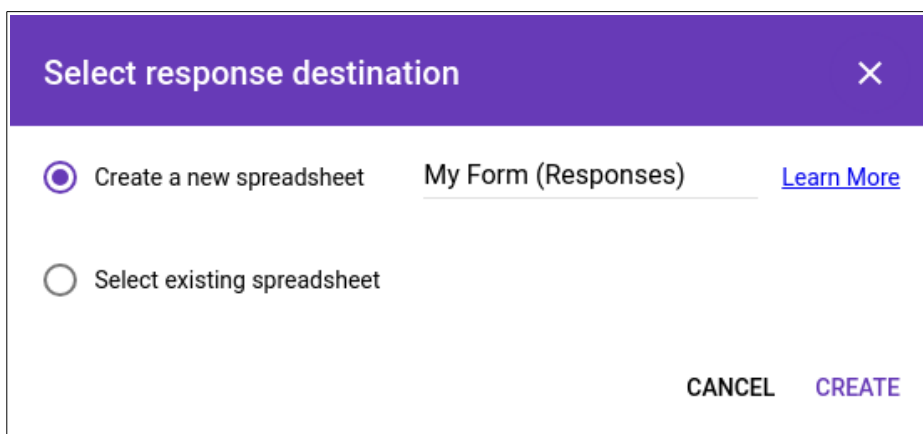 Select response destination
Create a new spreadsheet My Form (Responses) Learn More
Select existing spreadsheet
CANCEL CREATE